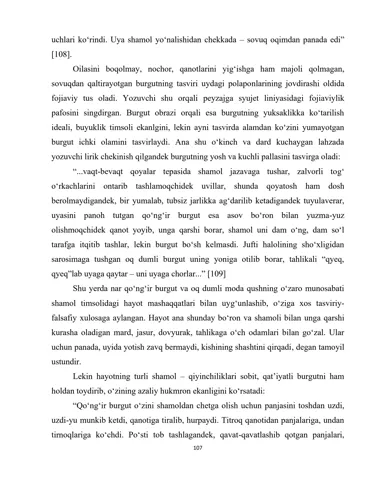 uchlari ko‘rindi. Uya shamol yo‘nalishidan chekkada – sovuq oqimdan panada edi”
[108].
Oilasini boqolmay, nochor, qanotlarini yig‘ishga ham majoli qolmagan,
sovuqdan qaltirayotgan burgutning tasviri uydagi polaponlarining jovdirashi oldida
fojiaviy tus oladi. Yozuvchi shu orqali peyzajga syujet liniyasidagi fojiaviylik
pafosini singdirgan. Burgut obrazi orqali esa burgutning yuksaklikka ko‘tarilish
ideali, buyuklik timsoli ekanlgini, lekin ayni tasvirda alamdan ko‘zini yumayotgan
burgut ichki olamini tasvirlaydi. Ana shu o‘kinch va dard kuchaygan lahzada
yozuvchi lirik chekinish qilgandek burgutning yosh va kuchli pallasini tasvirga oladi:
“...vaqt-bevaqt qoyalar tepasida shamol jazavaga tushar, zalvorli tog‘
o‘rkachlarini ontarib tashlamoqchidek uvillar, shunda qoyatosh ham dosh
berolmaydigandek, bir yumalab, tubsiz jarlikka ag‘darilib ketadigandek tuyulaverar,
uyasini panoh tutgan qo‘ng‘ir burgut esa asov bo‘ron bilan yuzma-yuz
olishmoqchidek qanot yoyib, unga qarshi borar, shamol uni dam o‘ng, dam so‘l
tarafga itqitib tashlar, lekin burgut bo‘sh kelmasdi. Jufti halolining sho‘xligidan
sarosimaga tushgan oq dumli burgut uning yoniga otilib borar, tahlikali “qyeq,
qyeq”lab uyaga qaytar – uni uyaga chorlar...” [109]
Shu yerda nar qo‘ng‘ir burgut va oq dumli moda qushning o‘zaro munosabati
shamol timsolidagi hayot mashaqqatlari bilan uyg‘unlashib, o‘ziga xos tasviriy-
falsafiy xulosaga aylangan. Hayot ana shunday bo‘ron va shamoli bilan unga qarshi
kurasha oladigan mard, jasur, dovyurak, tahlikaga o‘ch odamlari bilan go‘zal. Ular
uchun panada, uyida yotish zavq bermaydi, kishining shashtini qirqadi, degan tamoyil
ustundir.
Lekin hayotning turli shamol – qiyinchiliklari sobit, qat’iyatli burgutni ham
holdan toydirib, o‘zining azaliy hukmron ekanligini ko‘rsatadi:
“Qo‘ng‘ir burgut o‘zini shamoldan chetga olish uchun panjasini toshdan uzdi,
uzdi-yu munkib ketdi, qanotiga tiralib, hurpaydi. Titroq qanotidan panjalariga, undan
tirnoqlariga ko‘chdi. Po‘sti tob tashlagandek, qavat-qavatlashib qotgan panjalari,
107